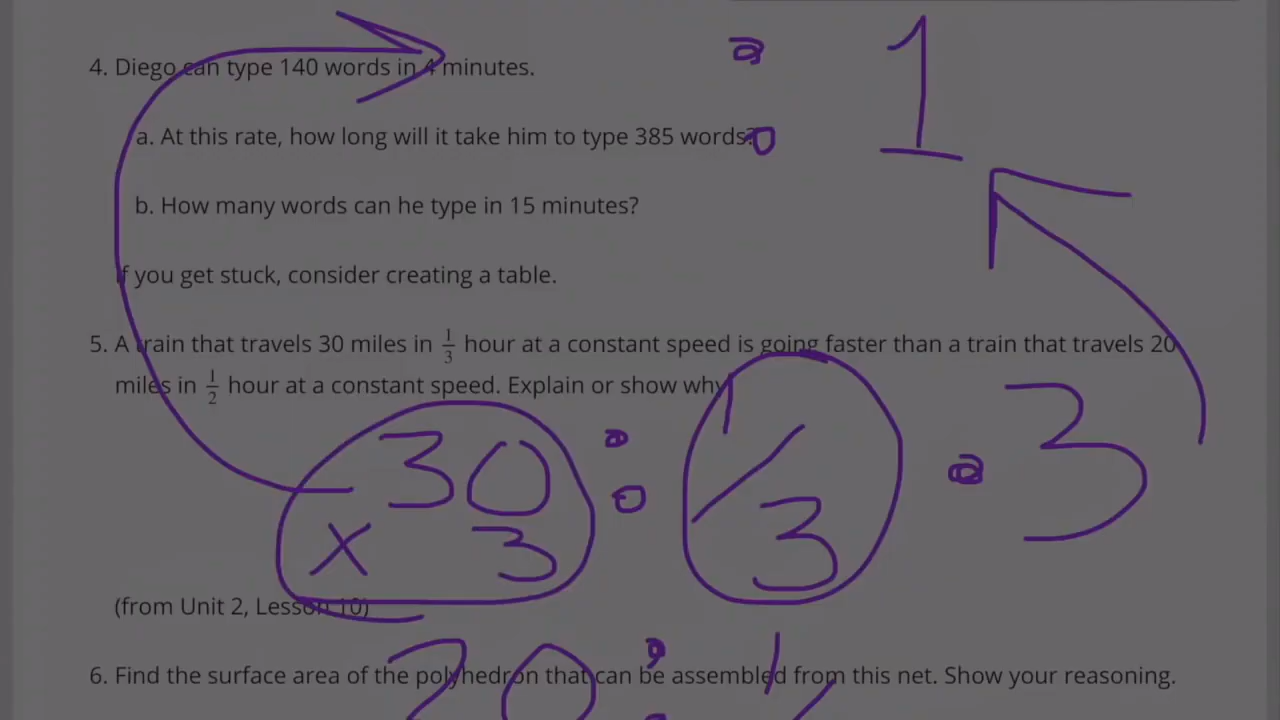 4. Diego can type 140 words in 4 minutes.
: 1
a. At this rate, how long will it take him to type 385 words?
b. How many words can he type in 15 minutes?
If you get stuck, consider creating a table.
5. A train that travels 30 miles in 1/3 hour at a constant speed is going faster than a train that travels 20
miles in 1/2 hour at a constant speed. Explain or show why.
30 : 1/3 · 3
x 3
(from Unit 2, Lesson 10)
20 : 1/
6. Find the surface area of the polyhedron that can be assembled from this net. Show your reasoning.